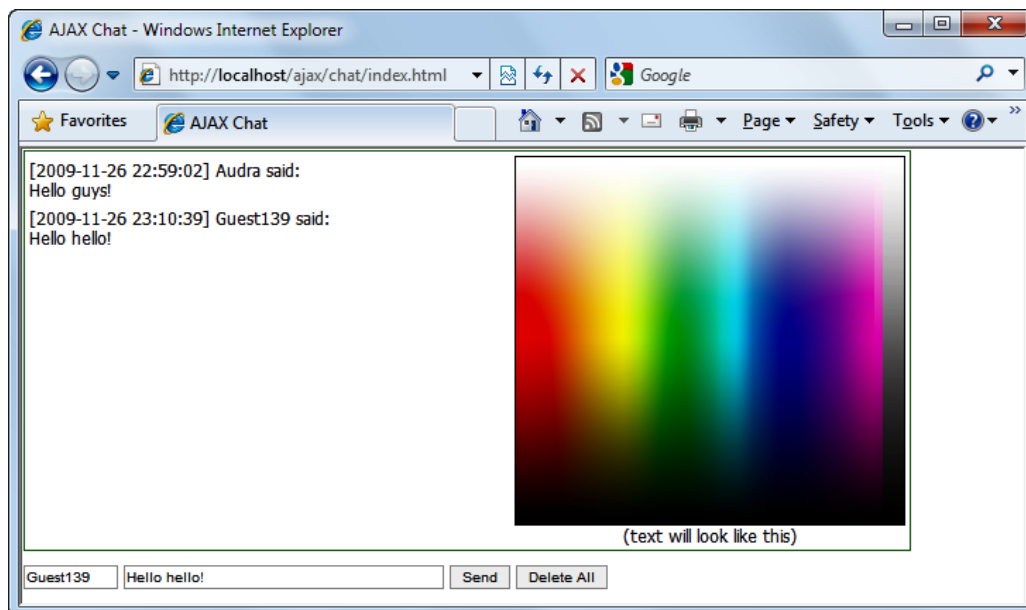 AJAX Chat - Windows Internet Explorer
http://localhost/ajax/chat/index.html
Google
Favorites
AJAX Chat
Page
Safety
Tools
[2009-11-26 22:59:02] Audra said:
Hello guys!
[2009-11-26 23:10:39] Guest139 said:
Hello hello!
(text will look like this)
Guest139
Hello hello!
Send
Delete All